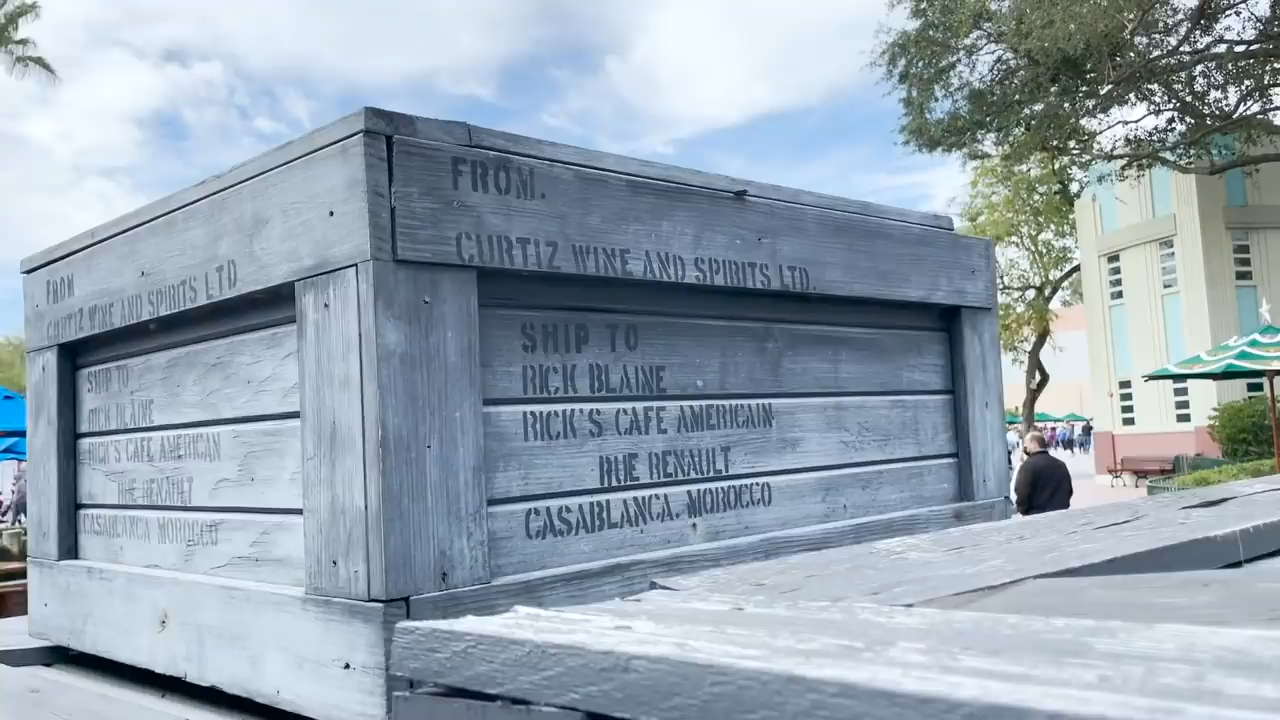 FROM
CURTIZ WINE AND SPIRITS LTD
SHIP TO
RICK BLAINE
RICK'S CAFE AMERICAN
RUE RENAULT
CASABLANCA MOROCCO
FROM.
CURTIZ WINE AND SPIRITS LTD.
SHIP TO
RICK BLAINE
RICK'S CAFE AMERICAIN
RUE RENAULT
CASABLANCA. MOROCCO